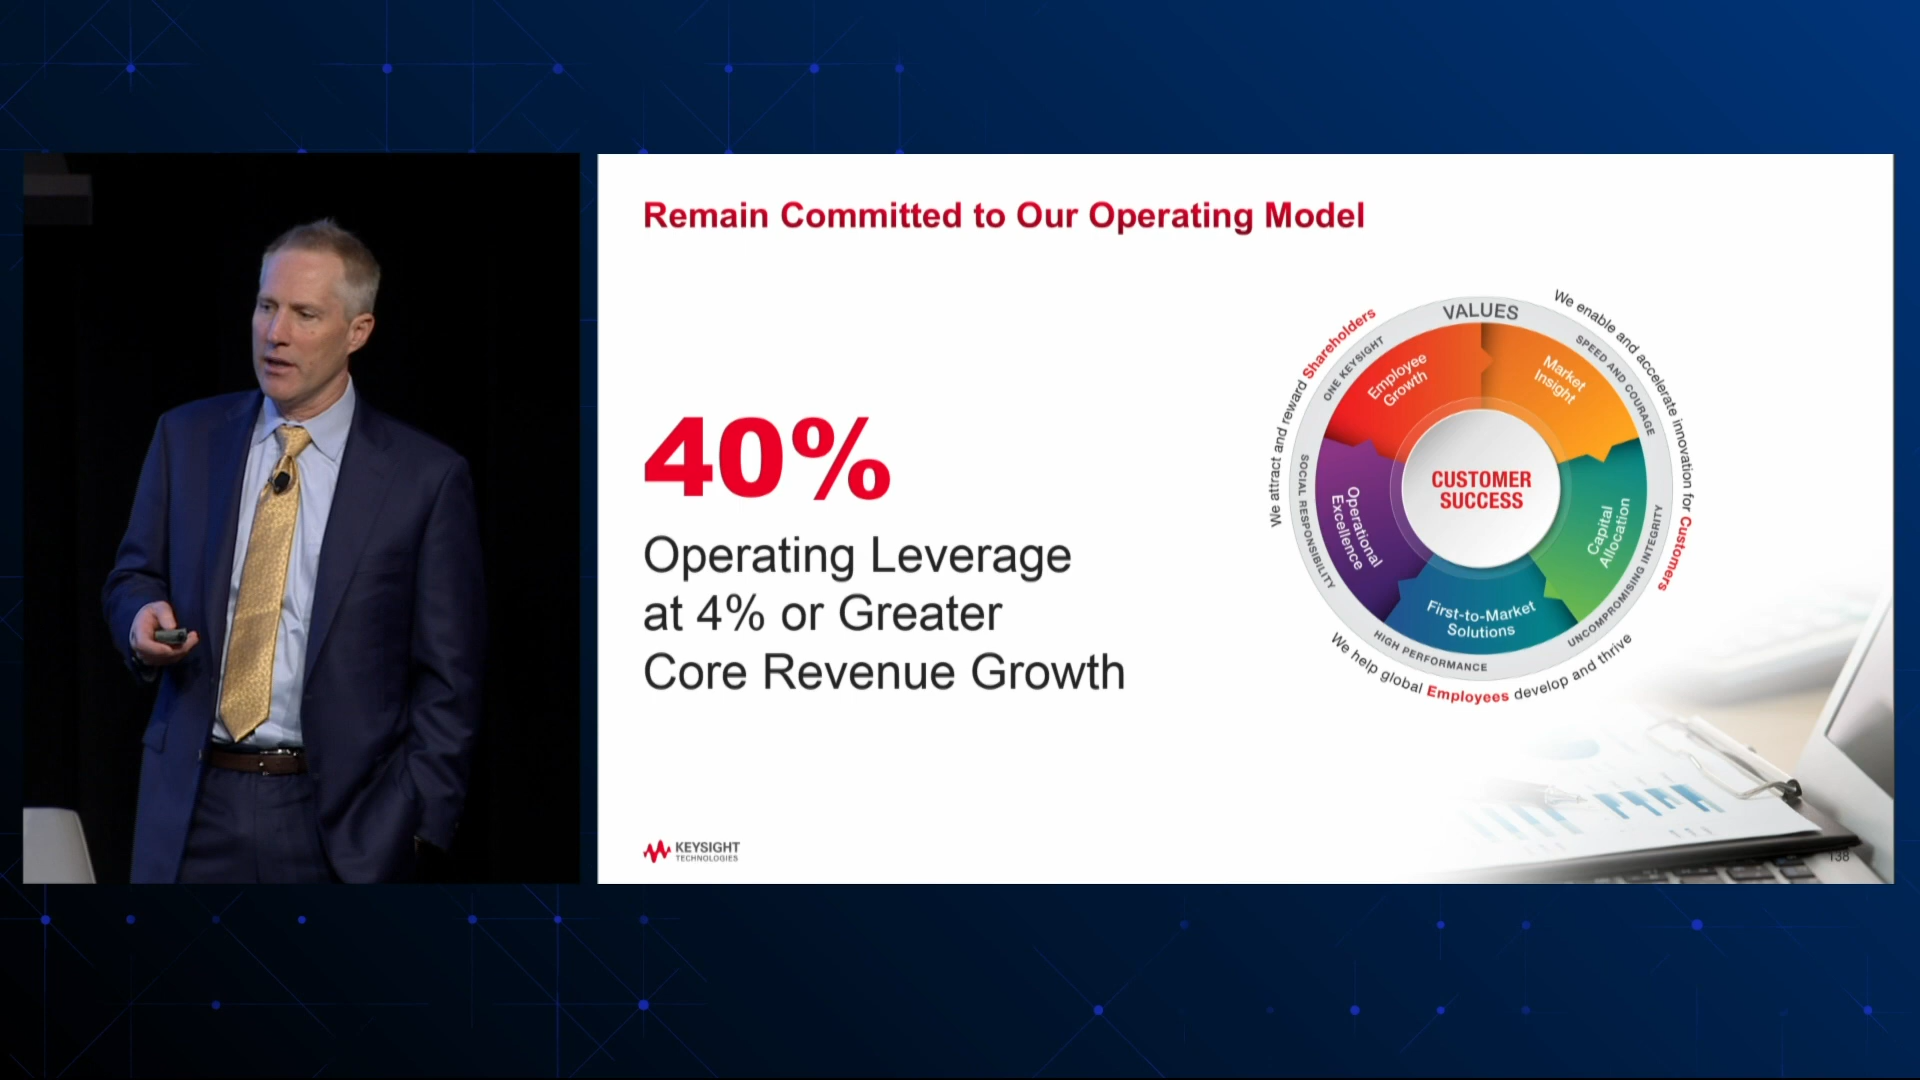 Remain Committed to Our Operating Model
40%
Operating Leverage
at 4% or Greater
Core Revenue Growth
VALUES
ONE KEYSIGHT
SPEED AND COURAGE
UNCOMPROMISING INTEGRITY
HIGH PERFORMANCE
SOCIAL RESPONSIBILITY
We attract and reward Shareholders
We enable and accelerate innovation for Customers
We help global Employees develop and thrive
Employee
Growth
Market
Insight
Capital
Allocation
First-to-Market
Solutions
Operational
Excellence
CUSTOMER
SUCCESS
KEYSIGHT
TECHNOLOGIES
138